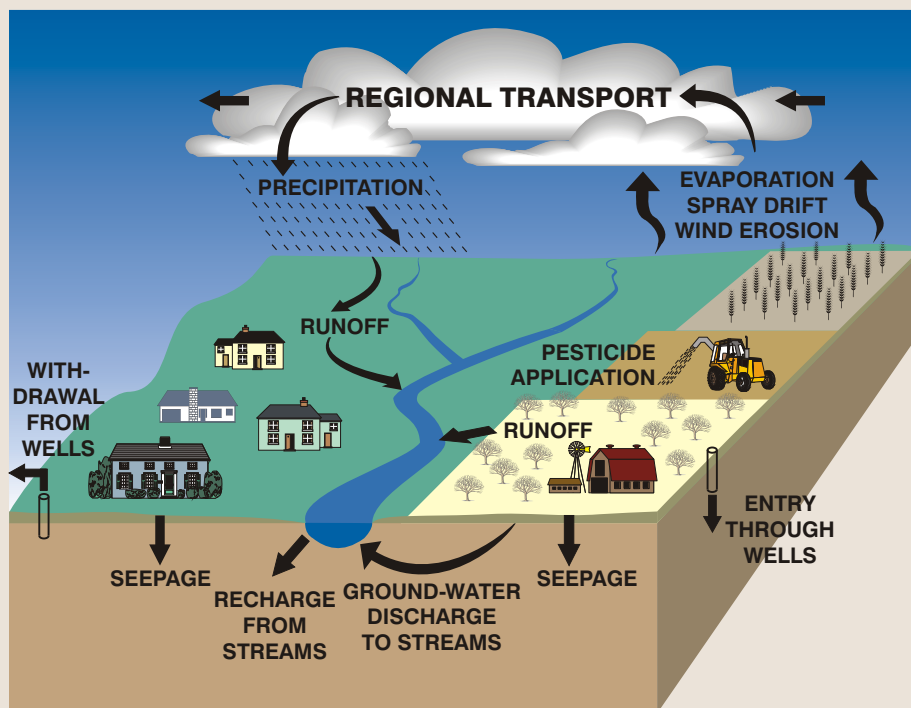 REGIONAL TRANSPORT
PRECIPITATION
EVAPORATION
SPRAY DRIFT
WIND EROSION
RUNOFF
PESTICIDE
APPLICATION
WITH-
DRAWAL
FROM
WELLS
RUNOFF
ENTRY
THROUGH
WELLS
SEEPAGE
RECHARGE
FROM
STREAMS
GROUND-WATER
DISCHARGE
TO STREAMS
SEEPAGE